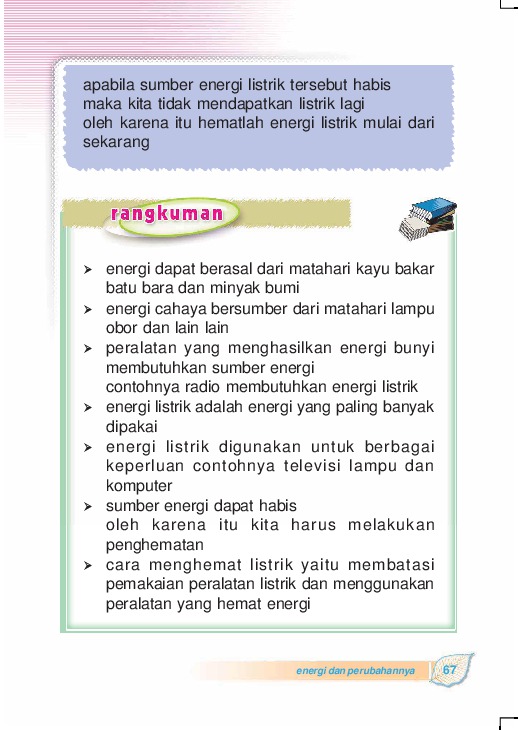 apabila sumber energi listrik tersebut habis
maka kita tidak mendapatkan listrik lagi
oleh karena itu hematlah energi listrik mulai dari
sekarang
rangkuman
➢ energi dapat berasal dari matahari kayu bakar
batu bara dan minyak bumi
➢ energi cahaya bersumber dari matahari lampu
obor dan lain lain
➢ peralatan yang menghasilkan energi bunyi
membutuhkan sumber energi
contohnya radio membutuhkan energi listrik
➢ energi listrik adalah energi yang paling banyak
dipakai
➢ energi listrik digunakan untuk berbagai
keperluan contohnya televisi lampu dan
komputer
➢ sumber energi dapat habis
oleh karena itu kita harus melakukan
penghematan
➢ cara menghemat listrik yaitu membatasi
pemakaian peralatan listrik dan menggunakan
peralatan yang hemat energi
energi dan perubahannya 67